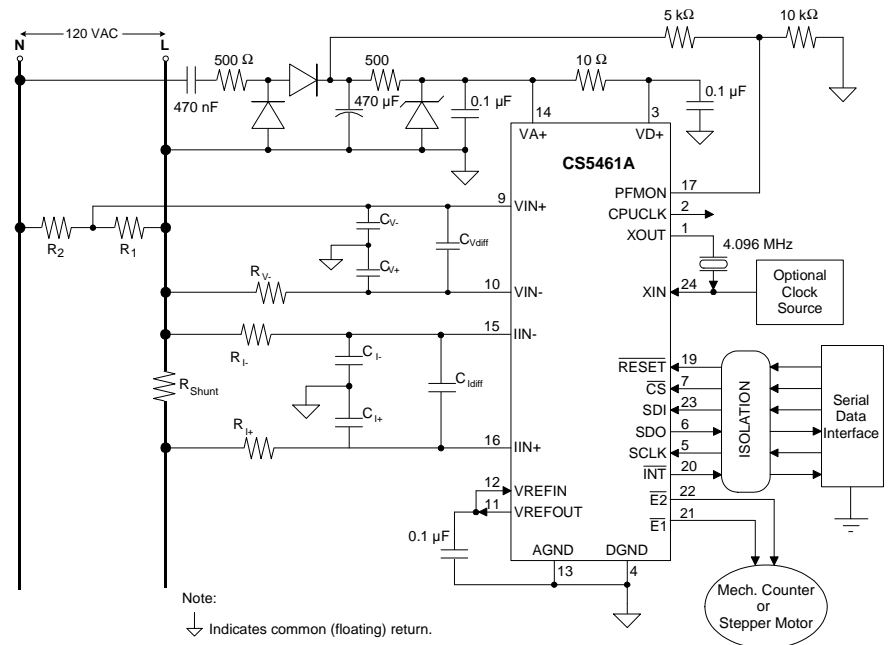 5 kΩ
10 kΩ
120 VAC
N
L
500 Ω
500
10 Ω
470 nF
470 µF
0.1 µF
0.1 µF
14
3
VA+
VD+
CS5461A
9
VIN+
PFMON
17
CPUCLK
2
XOUT
1
4.096 MHz
R2
R1
CV-
CVdiff
CV+
RV-
10
VIN-
XIN
24
Optional
Clock
Source
15
IIN-
RI-
CI-
CIdiff
RShunt
CI+
RI+
16
IIN+
RESET
19
CS
7
SDI
23
SDO
6
SCLK
5
INT
20
ISOLATION
Serial
Data
Interface
12
VREFIN
11
VREFOUT
E2
22
E1
21
0.1 µF
AGND
DGND
13
4
Mech. Counter
or
Stepper Motor
Note:
Indicates common (floating) return.